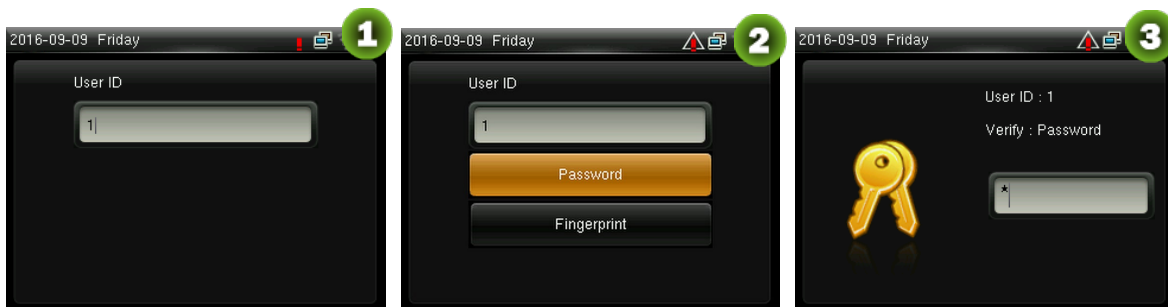 2016-09-09 Friday
1
User ID
1
2016-09-09 Friday
2
User ID
1
Password
Fingerprint
2016-09-09 Friday
3
User ID : 1
Verify : Password
*